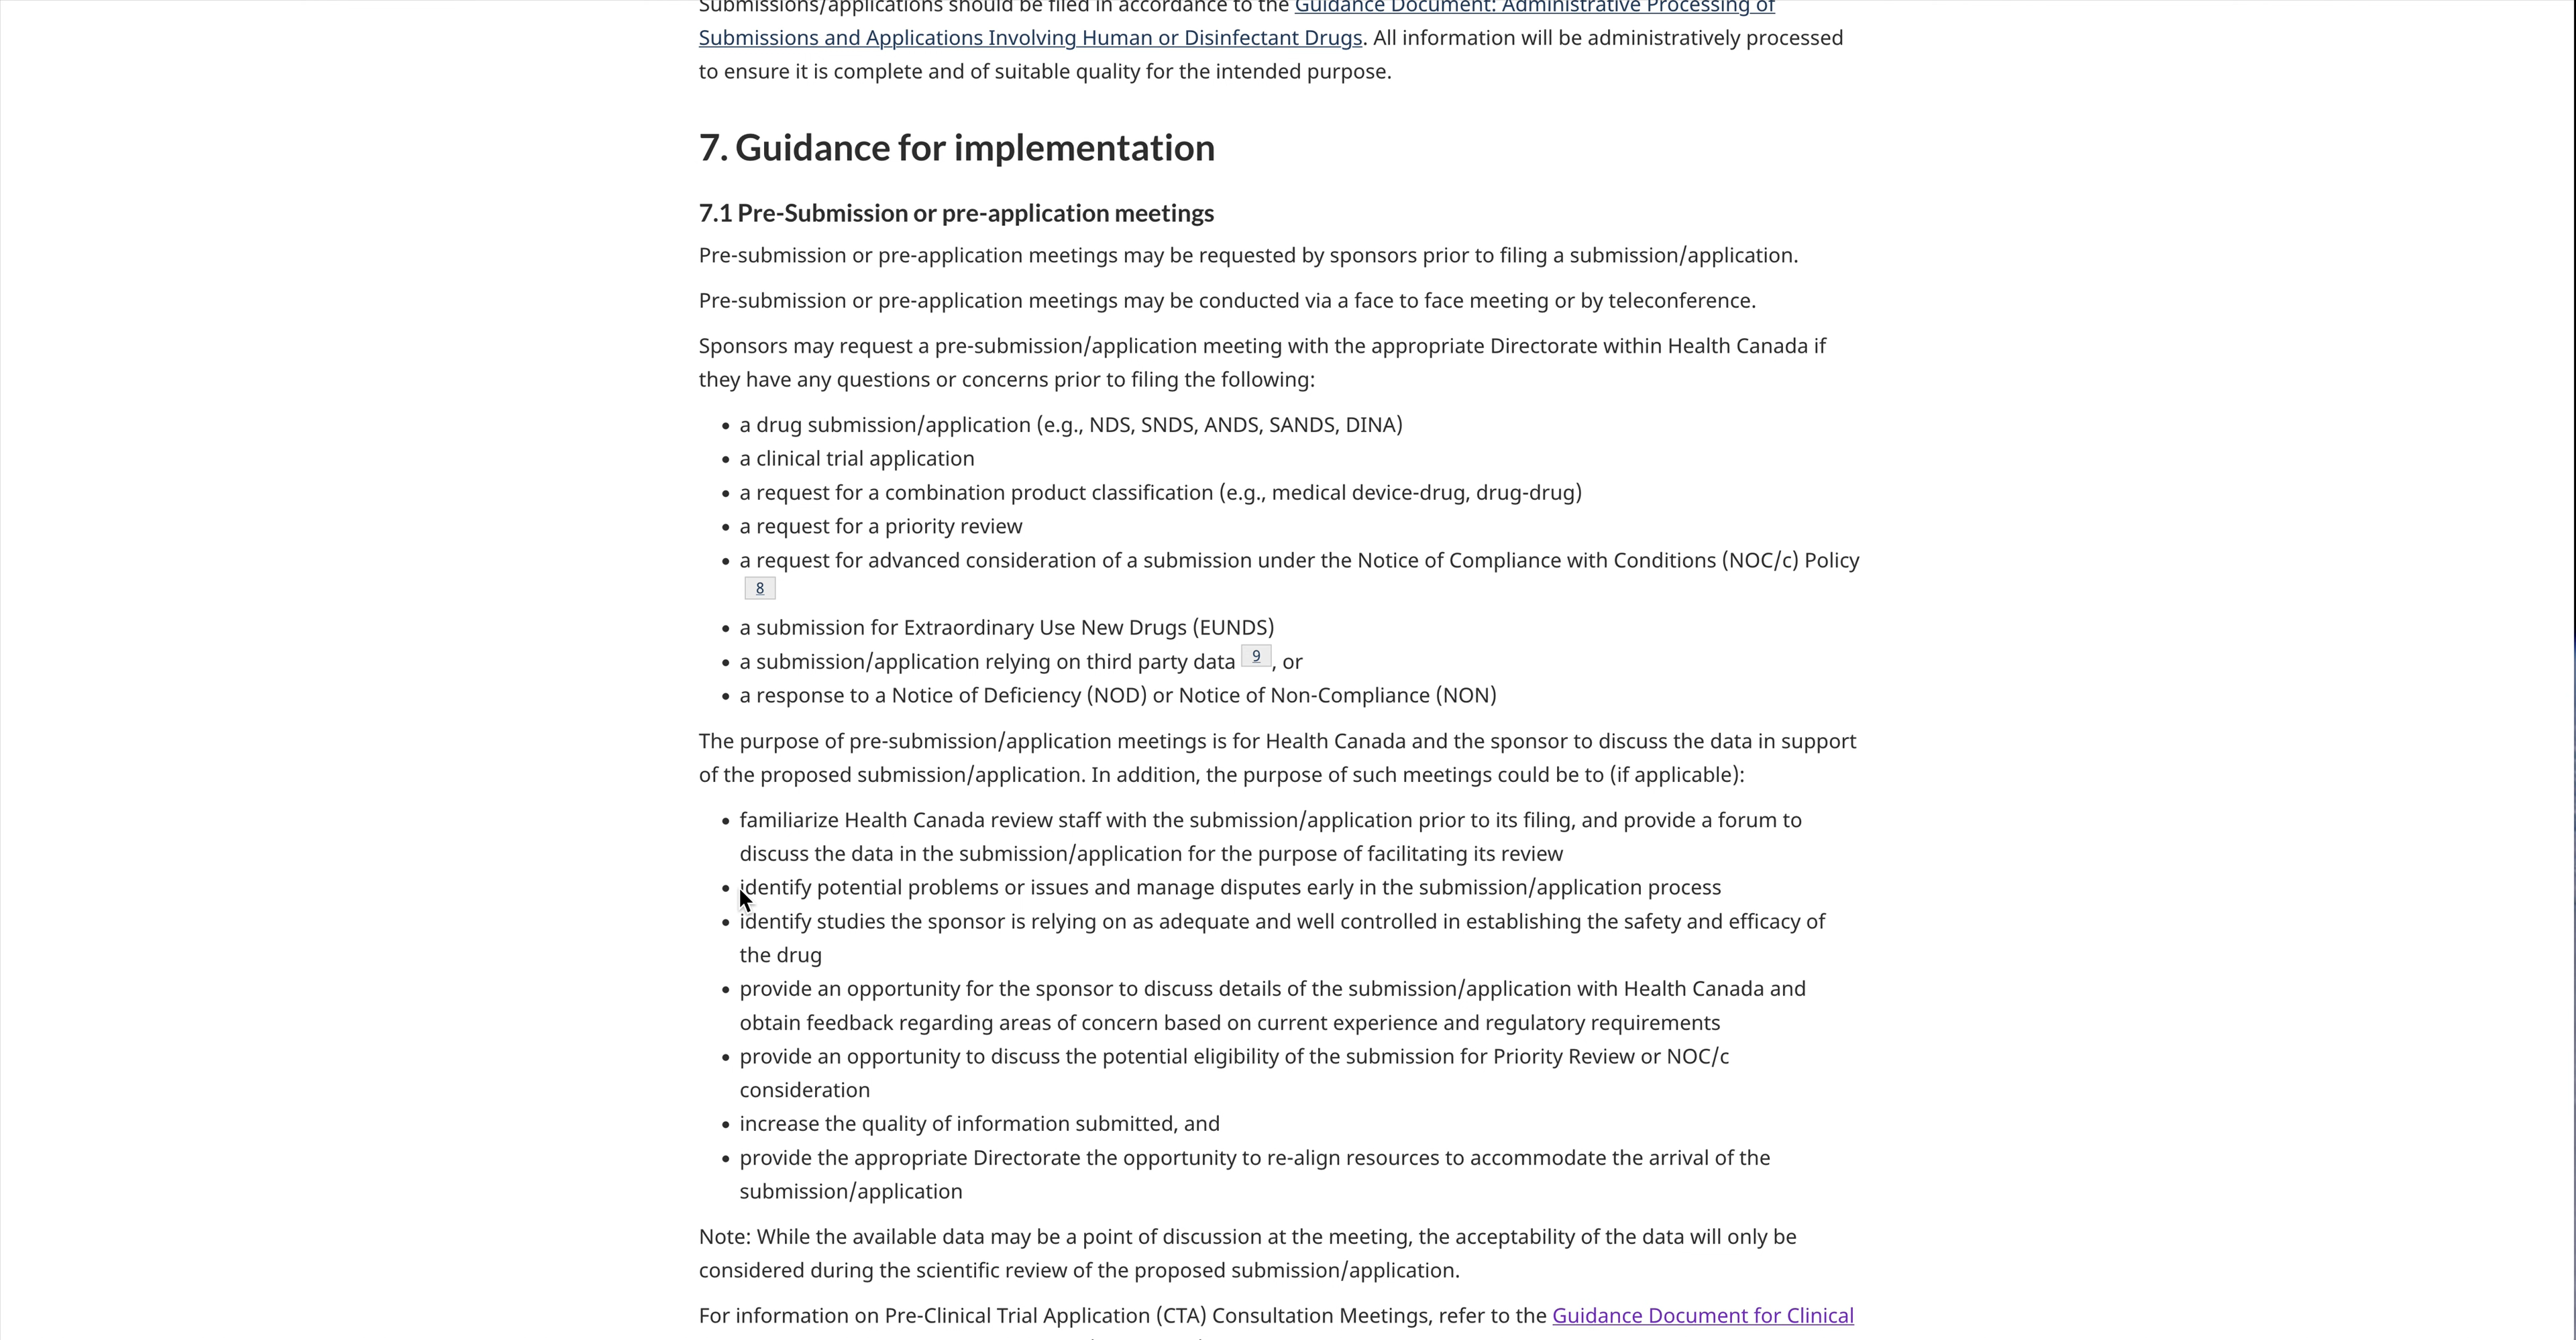 Submissions/applications should be filed in accordance to the Guidance Document: Administrative Processing of
Submissions and Applications Involving Human or Disinfectant Drugs. All information will be administratively processed
to ensure it is complete and of suitable quality for the intended purpose.
7. Guidance for implementation
7.1 Pre-Submission or pre-application meetings
Pre-submission or pre-application meetings may be requested by sponsors prior to filing a submission/application.
Pre-submission or pre-application meetings may be conducted via a face to face meeting or by teleconference.
Sponsors may request a pre-submission/application meeting with the appropriate Directorate within Health Canada if
they have any questions or concerns prior to filing the following:
• a drug submission/application (e.g., NDS, SNDS, ANDS, SANDS, DINA)
• a clinical trial application
• a request for a combination product classification (e.g., medical device-drug, drug-drug)
• a request for a priority review
• a request for advanced consideration of a submission under the Notice of Compliance with Conditions (NOC/c) Policy
8
• a submission for Extraordinary Use New Drugs (EUNDS)
• a submission/application relying on third party data 9, or
• a response to a Notice of Deficiency (NOD) or Notice of Non-Compliance (NON)
The purpose of pre-submission/application meetings is for Health Canada and the sponsor to discuss the data in support
of the proposed submission/application. In addition, the purpose of such meetings could be to (if applicable):
• familiarize Health Canada review staff with the submission/application prior to its filing, and provide a forum to
discuss the data in the submission/application for the purpose of facilitating its review
• identify potential problems or issues and manage disputes early in the submission/application process
• identify studies the sponsor is relying on as adequate and well controlled in establishing the safety and efficacy of
the drug
• provide an opportunity for the sponsor to discuss details of the submission/application with Health Canada and
obtain feedback regarding areas of concern based on current experience and regulatory requirements
• provide an opportunity to discuss the potential eligibility of the submission for Priority Review or NOC/c
consideration
• increase the quality of information submitted, and
• provide the appropriate Directorate the opportunity to re-align resources to accommodate the arrival of the
submission/application
Note: While the available data may be a point of discussion at the meeting, the acceptability of the data will only be
considered during the scientific review of the proposed submission/application.
For information on Pre-Clinical Trial Application (CTA) Consultation Meetings, refer to the Guidance Document for Clinical